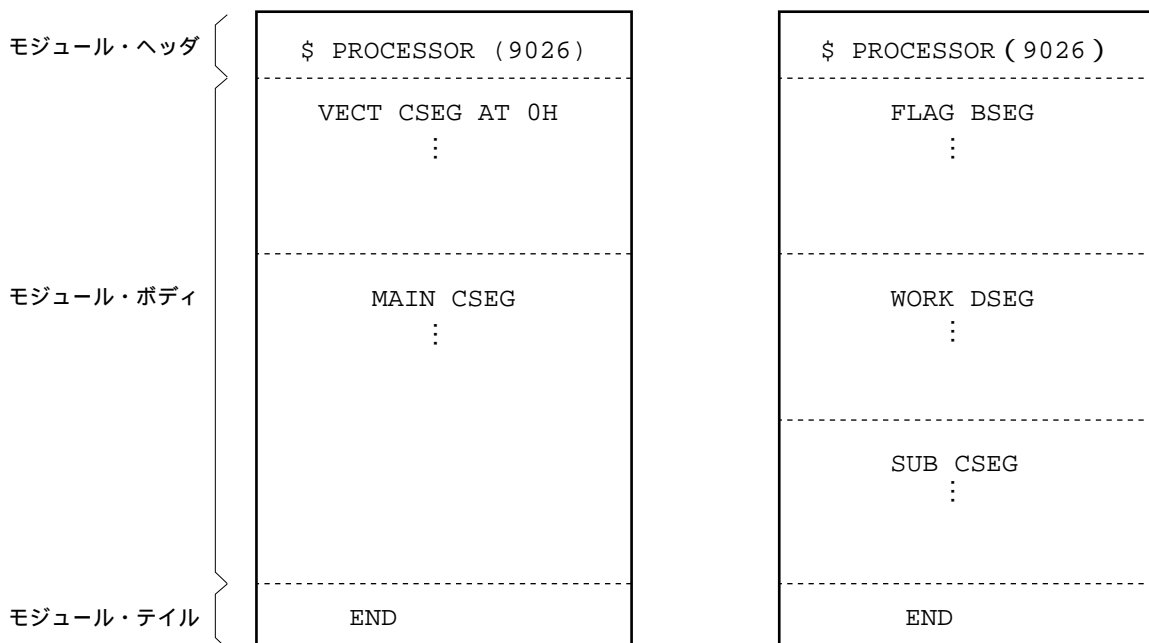 モジュール・ヘッダ
$ PROCESSOR (9026)
VECT CSEG AT 0H
⋮
モジュール・ボディ
MAIN CSEG
⋮
モジュール・テイル
END
$ PROCESSOR(9026)
FLAG BSEG
⋮
WORK DSEG
⋮
SUB CSEG
⋮
END